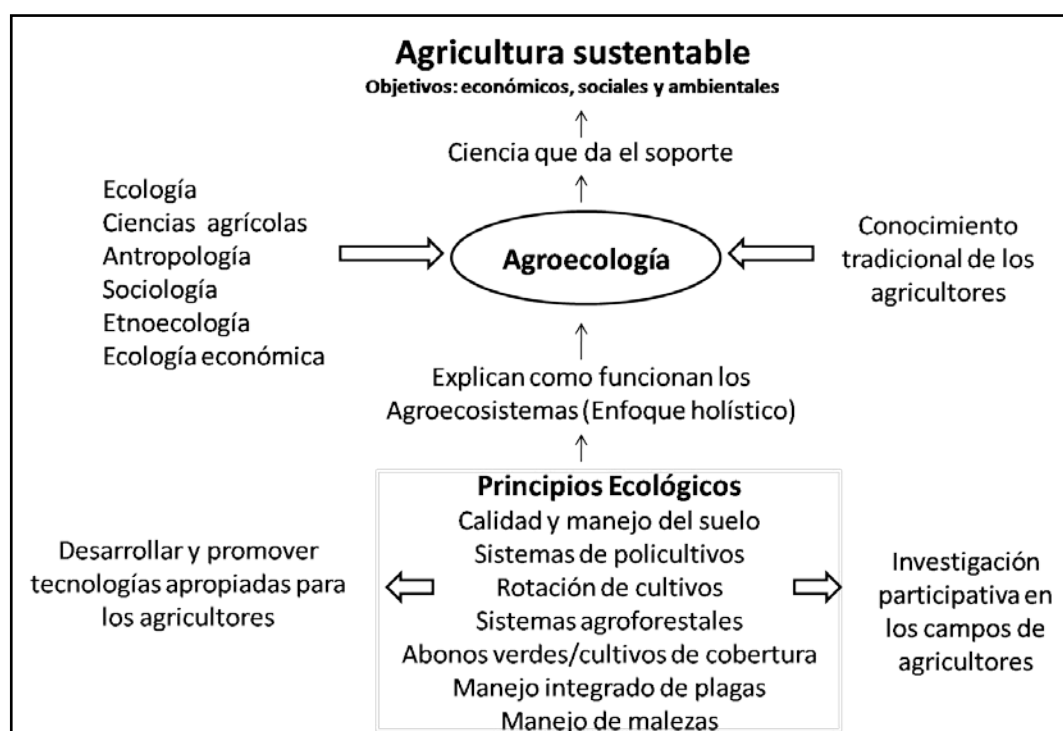 Agricultura sustentable
Objetivos: económicos, sociales y ambientales
Ciencia que da el soporte
Ecología
Ciencias agrícolas
Antropología
Sociología
Etnoecología
Ecología económica
Agroecología
Conocimiento
tradicional de los
agricultores
Explican como funcionan los
Agroecosistemas (Enfoque holístico)
Principios Ecológicos
Calidad y manejo del suelo
Sistemas de policultivos
Rotación de cultivos
Sistemas agroforestales
Abonos verdes/cultivos de cobertura
Manejo integrado de plagas
Manejo de malezas
Desarrollar y promover
tecnologías apropiadas para
los agricultores
Investigación
participativa en
los campos de
agricultores